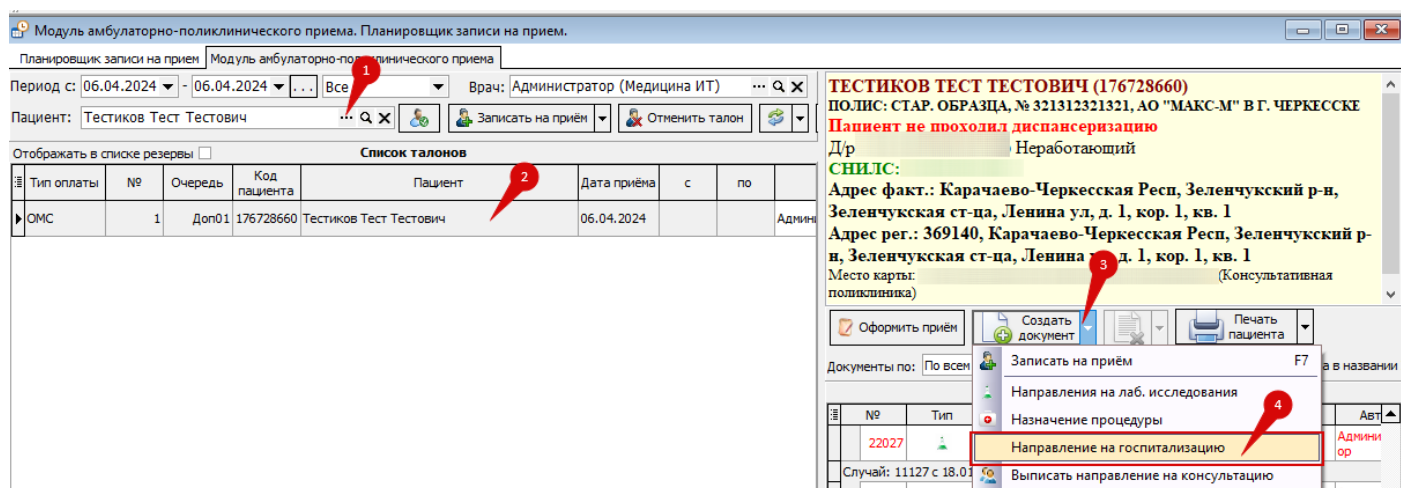 Модуль амбулаторно-поликлинического приема. Планировщик записи на прием.
Планировщик записи на прием Модуль амбулаторно-поликлинического приема
Период с: 06.04.2024 - 06.04.2024 ... Все Врач: Администратор (Медицина ИТ)
Пациент: Тестиков Тест Тестович Записать на приём Отменить талон
Отображать в списке резервы Список талонов
Тип оплаты № Очередь Код пациента Пациент Дата приёма с по
ОМС 1 Доп01 176728660 Тестиков Тест Тестович 06.04.2024 Админи
1
2
ТЕСТИКОВ ТЕСТ ТЕСТОВИЧ (176728660)
ПОЛИС: СТАР. ОБРАЗЦА, № 321312321321, АО "МАКС-М" В Г. ЧЕРКЕССКЕ
Пациент не проходил диспансеризацию
Д/р Неработающий
СНИЛС:
Адрес факт.: Карачаево-Черкесская Респ, Зеленчукский р-н,
Зеленчукская ст-ца, Ленина ул, д. 1, кор. 1, кв. 1
Адрес рег.: 369140, Карачаево-Черкесская Респ, Зеленчукский р-
н, Зеленчукская ст-ца, Ленина д. 1, кор. 1, кв. 1
Место карты: (Консультативная
поликлиника)
3
Оформить приём Создать документ Печать пациента
Документы по: По всем а в названии
Записать на приём F7
Направления на лаб. исследования
Назначение процедуры
4
Направление на госпитализацию
Выписать направление на консультацию
№ Тип Авт
22027 Админи
ор
Случай: 11127 с 18.01